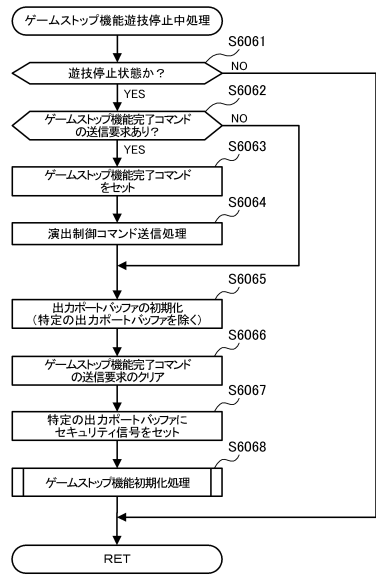 ゲームストップ機能遊技停止中処理
S6061
遊技停止状態か？
NO
YES
S6062
ゲームストップ機能完了コマンド
の送信要求あり？
NO
YES
S6063
ゲームストップ機能完了コマンド
をセット
S6064
演出制御コマンド送信処理
S6065
出力ポートバッファの初期化
（特定の出力ポートバッファを除く）
S6066
ゲームストップ機能完了コマンド
の送信要求のクリア
S6067
特定の出力ポートバッファに
セキュリティ信号をセット
S6068
ゲームストップ機能初期化処理
RET